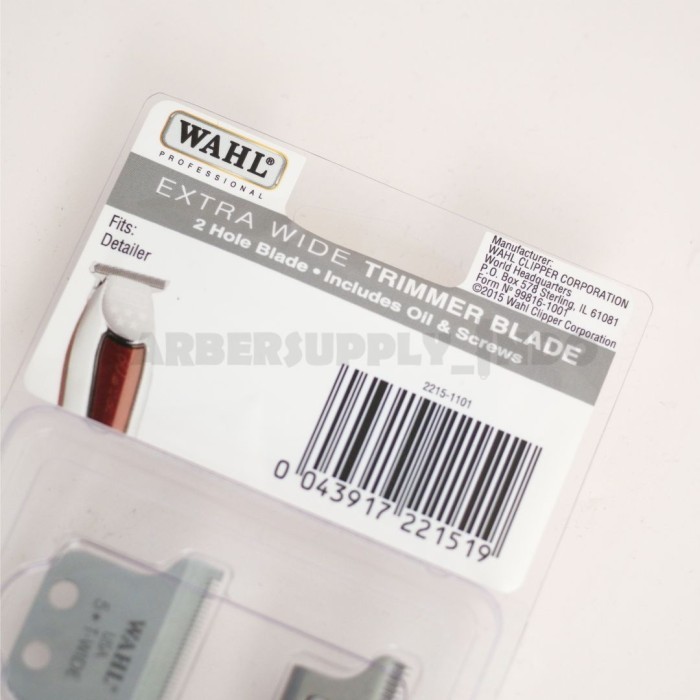 WAHL®
PROFESSIONAL
EXTRA WIDE TRIMMER BLADE
2 Hole Blade • Includes Oil & Screws
Fits:
Detailer
Manufacturer:
WAHL CLIPPER CORPORATION
World Headquarters
P.O. Box 578 Sterling, IL 61081
Form Nº 99816-1001
©2015 Wahl Clipper Corporation
2215-1101
0 043917 221519
WAHL
USA
S • T-WIDE